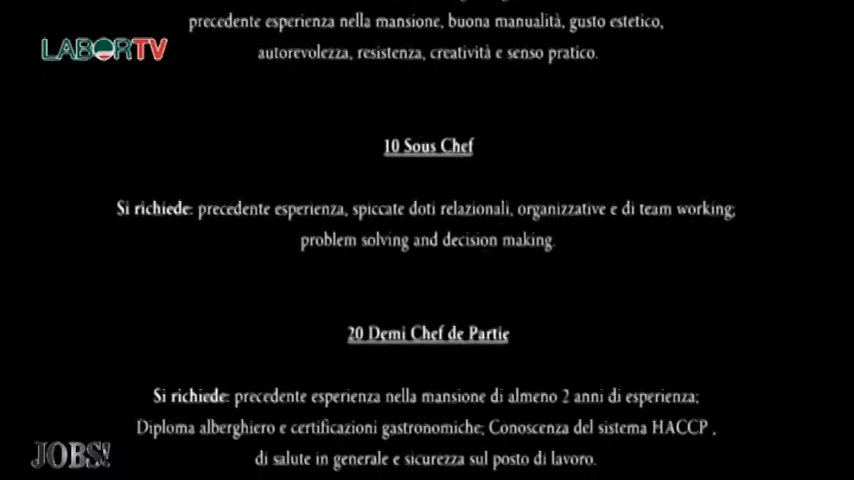 precedente esperienza nella mansione, buona manualità, gusto estetico,
LABORTV
autorevolezza, resistenza, creatività e senso pratico.
10 Sous Chef
Si richiede: precedente esperienza, spiccate doti relazionali, organizzative e di team working;
problem solving and decision making.
20 Demi Chef de Partie
Si richiede: precedente esperienza nella mansione di almeno 2 anni di esperienza;
Diploma alberghiero e certificazioni gastronomiche; Conoscenza del sistema HACCP ,
JOBS!
di salute in generale e sicurezza sul posto di lavoro.